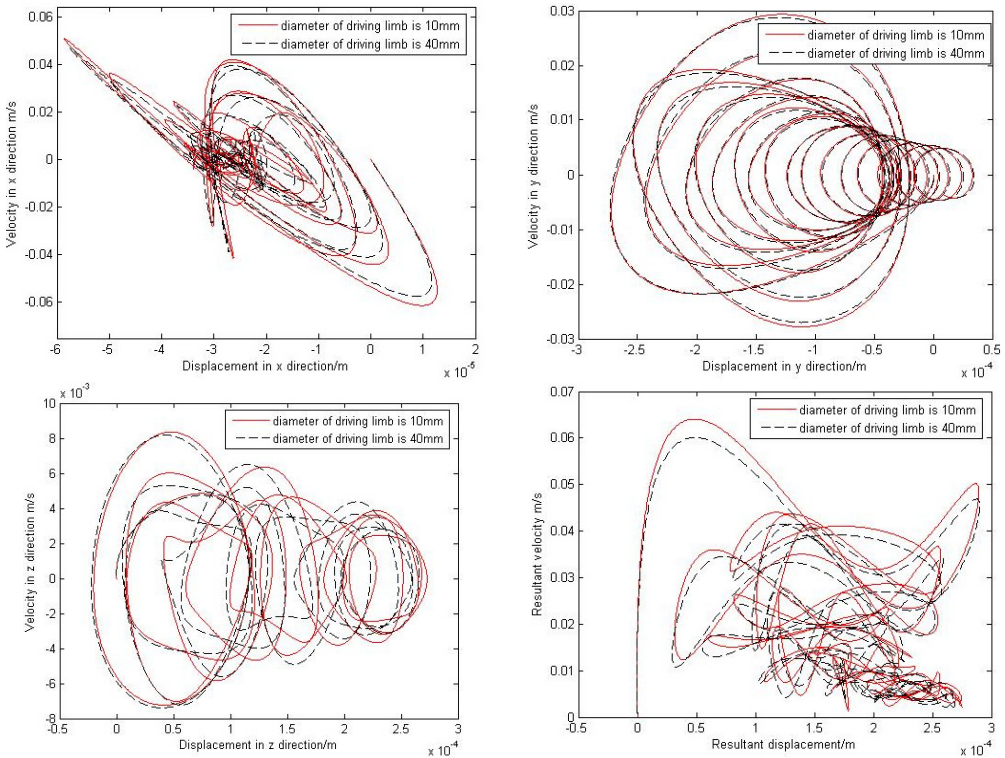 diameter of driving limb is 10mm
diameter of driving limb is 40mm
0.06
0.04
0.02
0
-0.02
-0.04
-0.06
Velocity in x direction m/s
-6 -5 -4 -3 -2 -1 0 1 2
Displacement in x direction/m
x 10^-5
diameter of driving limb is 10mm
diameter of driving limb is 40mm
0.03
0.02
0.01
0
-0.01
-0.02
-0.03
Velocity in y direction m/s
-3 -2.5 -2 -1.5 -1 -0.5 0 0.5
Displacement in y direction/m
x 10^-4
x 10^-3
diameter of driving limb is 10mm
diameter of driving limb is 40mm
10
8
6
4
2
0
-2
-4
-6
-8
Velocity in z direction m/s
-0.5 0 0.5 1 1.5 2 2.5 3
Displacement in z direction/m
x 10^-4
diameter of driving limb is 10mm
diameter of driving limb is 40mm
0.07
0.06
0.05
0.04
0.03
0.02
0.01
0
Resultant velocity m/s
-0.5 0 0.5 1 1.5 2 2.5 3
Resultant displacement/m
x 10^-4